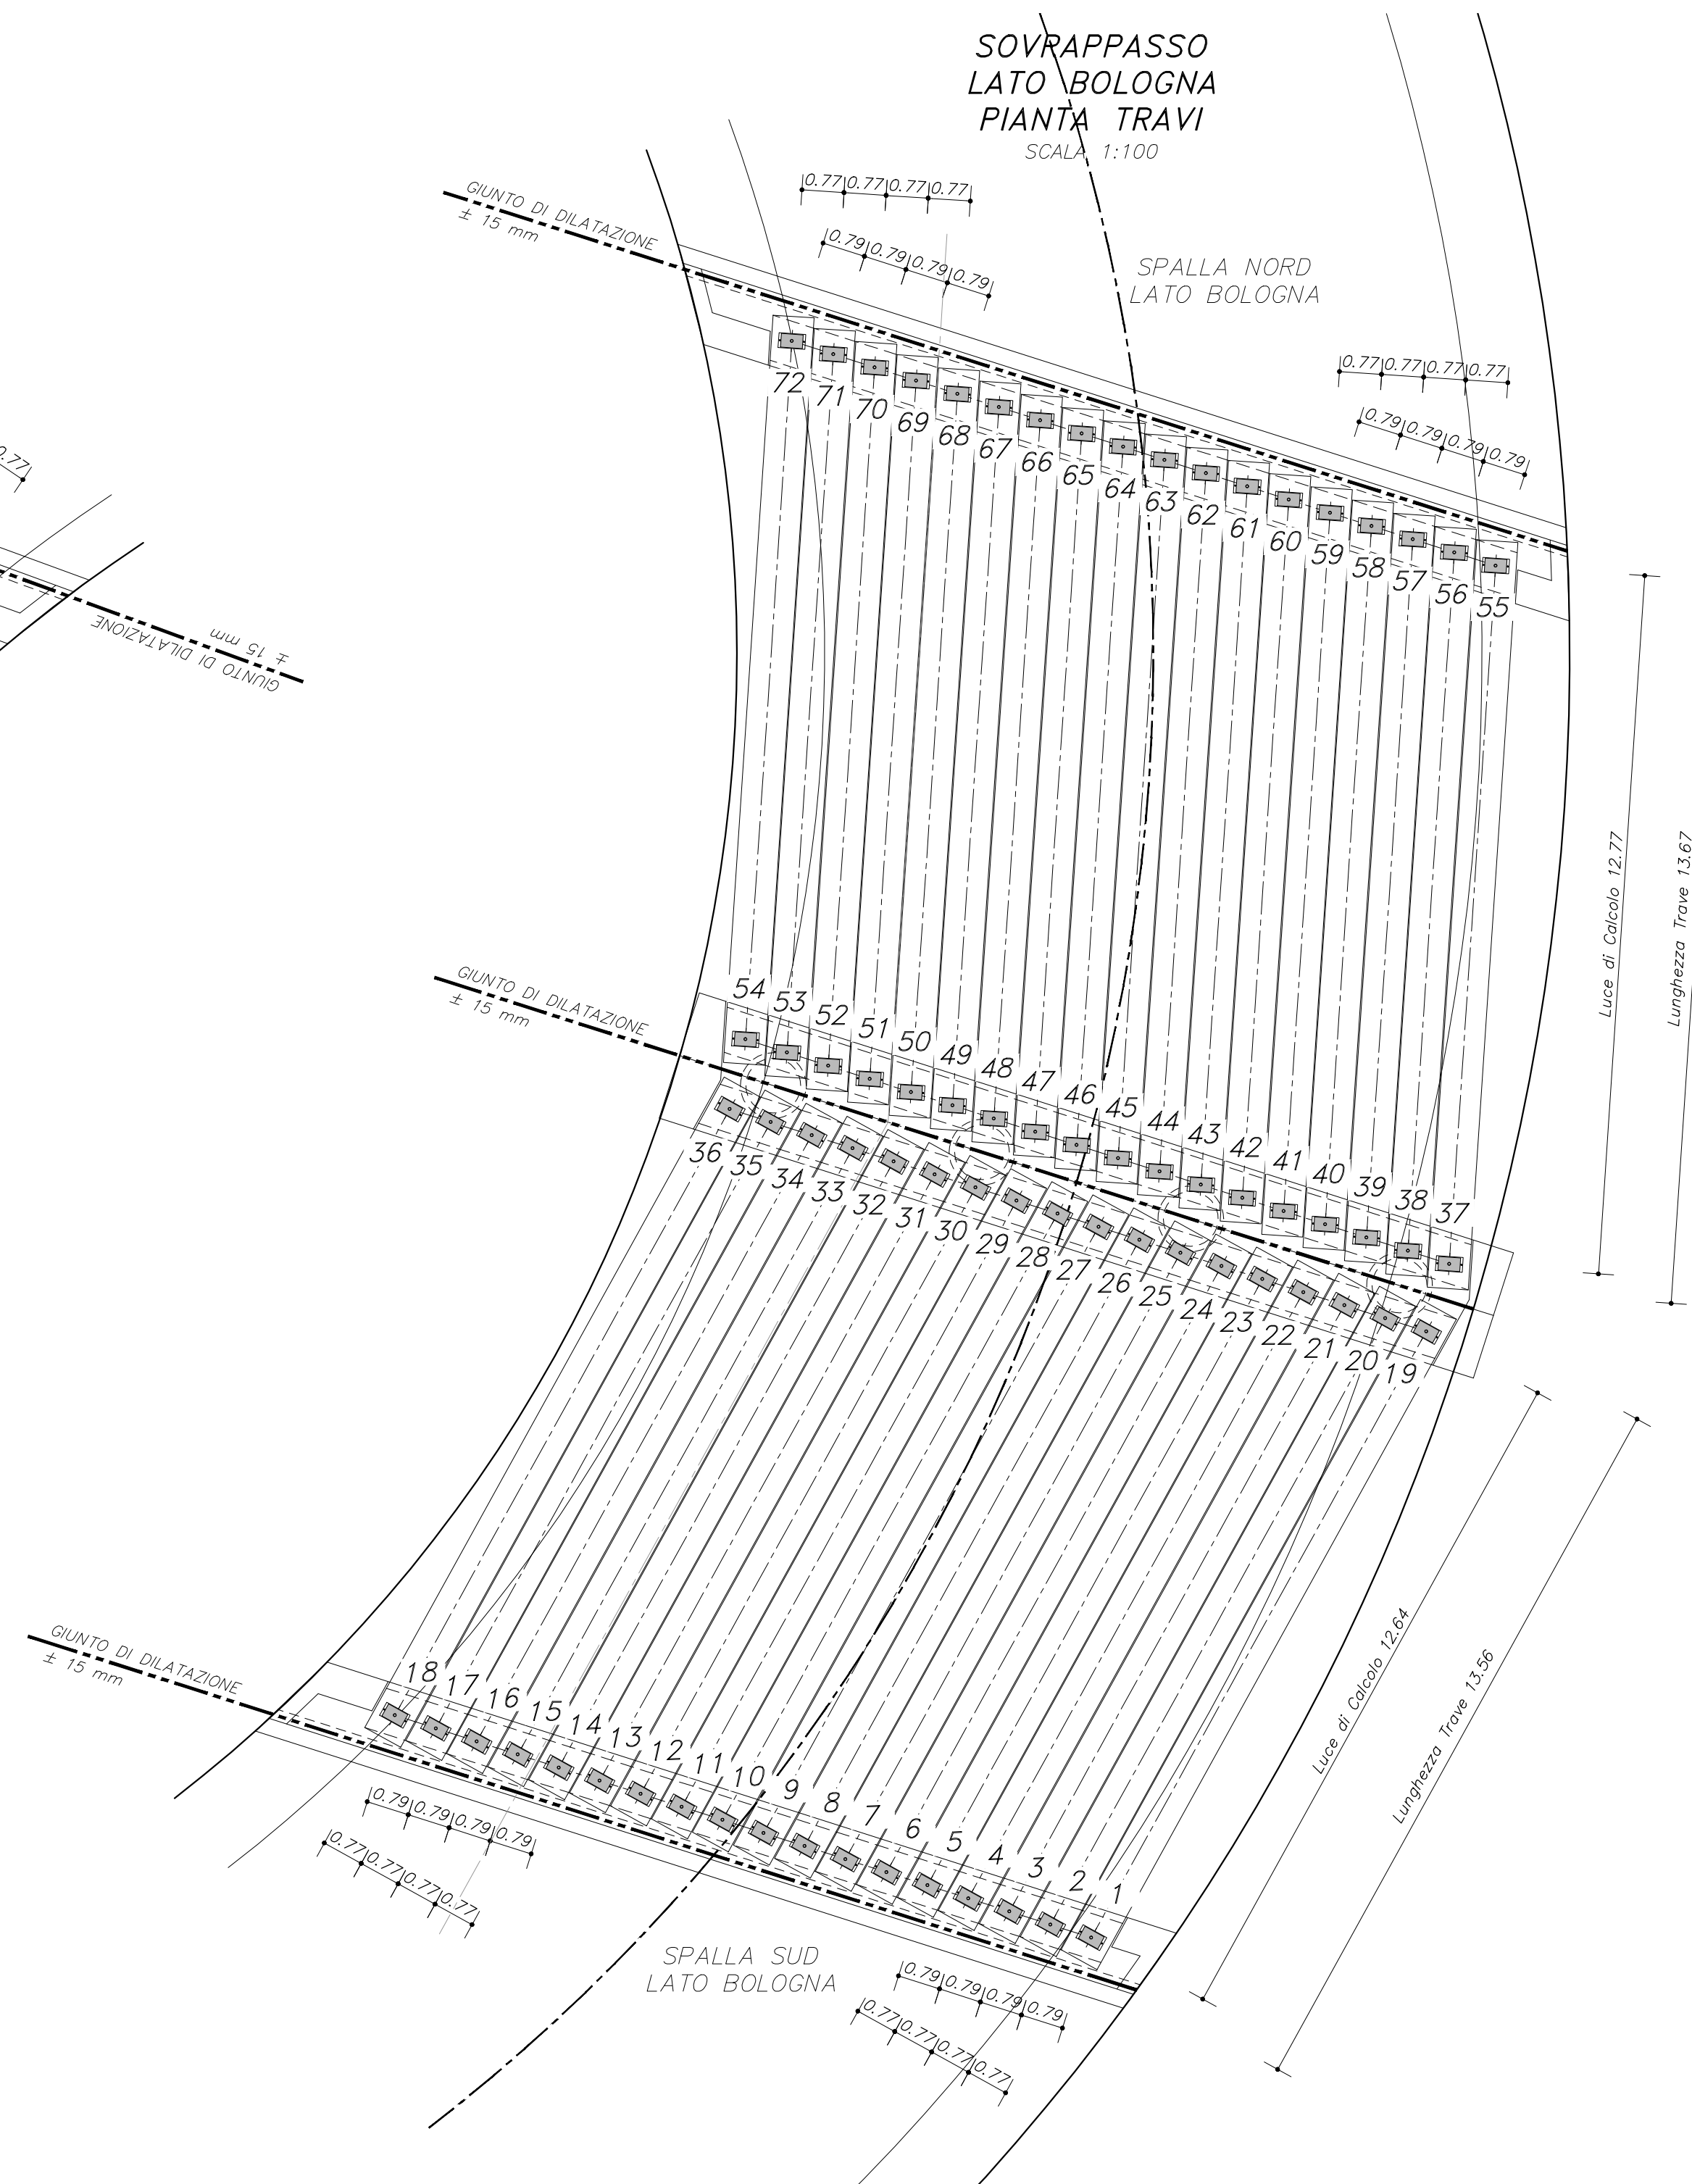 SOVRAPPASSO
LATO BOLOGNA
PIANTA TRAVI
SCALA 1:100
GIUNTO DI DILATAZIONE
± 15 mm
0.77 0.77 0.77 0.77
0.79 0.79 0.79 0.79
SPALLA NORD
LATO BOLOGNA
0.77 0.77 0.77 0.77
0.79 0.79 0.79 0.79
72 71 70 69 68 67 66 65 64 63 62 61 60 59 58 57 56 55
0.77
GIUNTO DI DILATAZIONE
± 15 mm
Luce di Calcolo 12.77
Lunghezza Trave 13.67
GIUNTO DI DILATAZIONE
± 15 mm
54 53 52 51 50 49 48 47 46 45 44 43 42 41 40 39 38 37
36 35 34 33 32 31 30 29 28 27 26 25 24 23 22 21 20 19
Luce di Calcolo 12.64
Lunghezza Trave 13.56
GIUNTO DI DILATAZIONE
± 15 mm
18 17 16 15 14 13 12 11 10 9 8 7 6 5 4 3 2 1
0.79 0.79 0.79 0.79
0.77 0.77 0.77 0.77
SPALLA SUD
LATO BOLOGNA
0.79 0.79 0.79 0.79
0.77 0.77 0.77 0.77